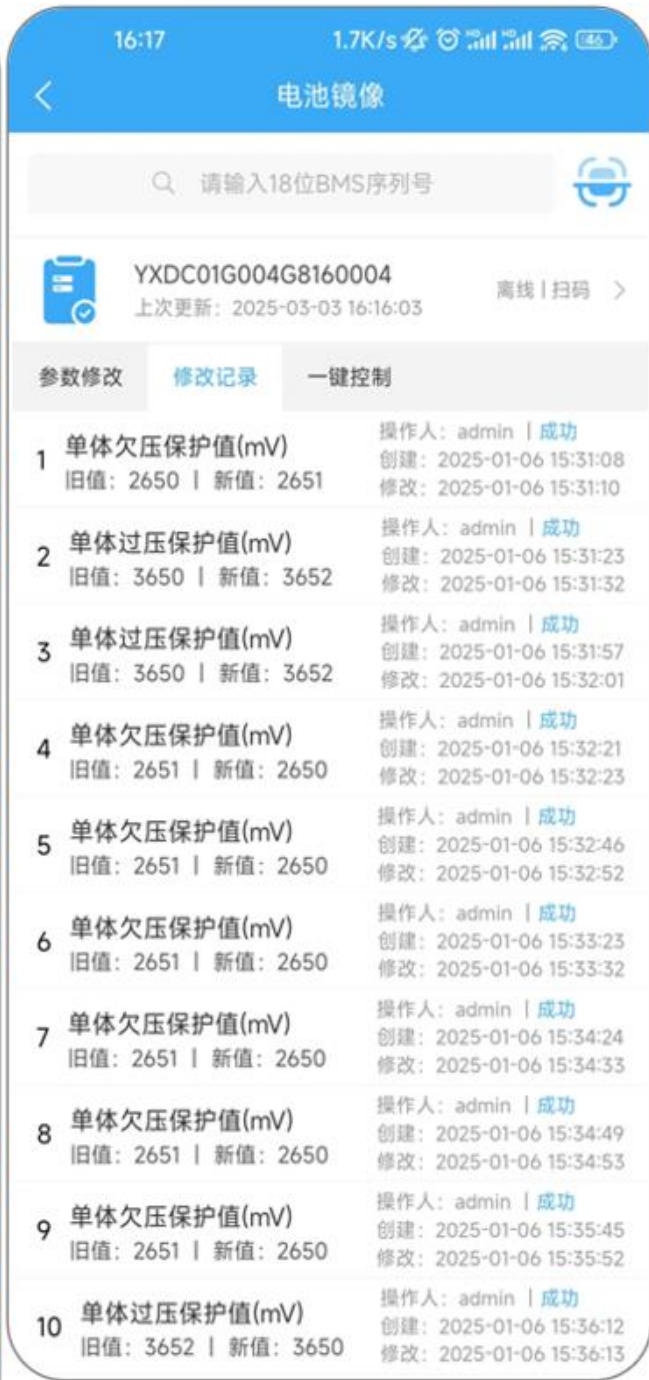 16:17 1.7K/s HD HD 46
电池镜像
请输入18位BMS序列号
YXDC01G004G8160004
上次更新：2025-03-03 16:16:03
离线 | 扫码
参数修改 修改记录 一键控制
1 单体欠压保护值(mV)
旧值：2650 | 新值：2651
操作人：admin | 成功
创建：2025-01-06 15:31:08
修改：2025-01-06 15:31:10
2 单体过压保护值(mV)
旧值：3650 | 新值：3652
操作人：admin | 成功
创建：2025-01-06 15:31:23
修改：2025-01-06 15:31:32
3 单体过压保护值(mV)
旧值：3650 | 新值：3652
操作人：admin | 成功
创建：2025-01-06 15:31:57
修改：2025-01-06 15:32:01
4 单体欠压保护值(mV)
旧值：2651 | 新值：2650
操作人：admin | 成功
创建：2025-01-06 15:32:21
修改：2025-01-06 15:32:23
5 单体欠压保护值(mV)
旧值：2651 | 新值：2650
操作人：admin | 成功
创建：2025-01-06 15:32:46
修改：2025-01-06 15:32:52
6 单体欠压保护值(mV)
旧值：2651 | 新值：2650
操作人：admin | 成功
创建：2025-01-06 15:33:23
修改：2025-01-06 15:33:32
7 单体欠压保护值(mV)
旧值：2651 | 新值：2650
操作人：admin | 成功
创建：2025-01-06 15:34:24
修改：2025-01-06 15:34:33
8 单体欠压保护值(mV)
旧值：2651 | 新值：2650
操作人：admin | 成功
创建：2025-01-06 15:34:49
修改：2025-01-06 15:34:53
9 单体欠压保护值(mV)
旧值：2651 | 新值：2650
操作人：admin | 成功
创建：2025-01-06 15:35:45
修改：2025-01-06 15:35:52
10 单体过压保护值(mV)
旧值：3652 | 新值：3650
操作人：admin | 成功
创建：2025-01-06 15:36:12
修改：2025-01-06 15:36:13